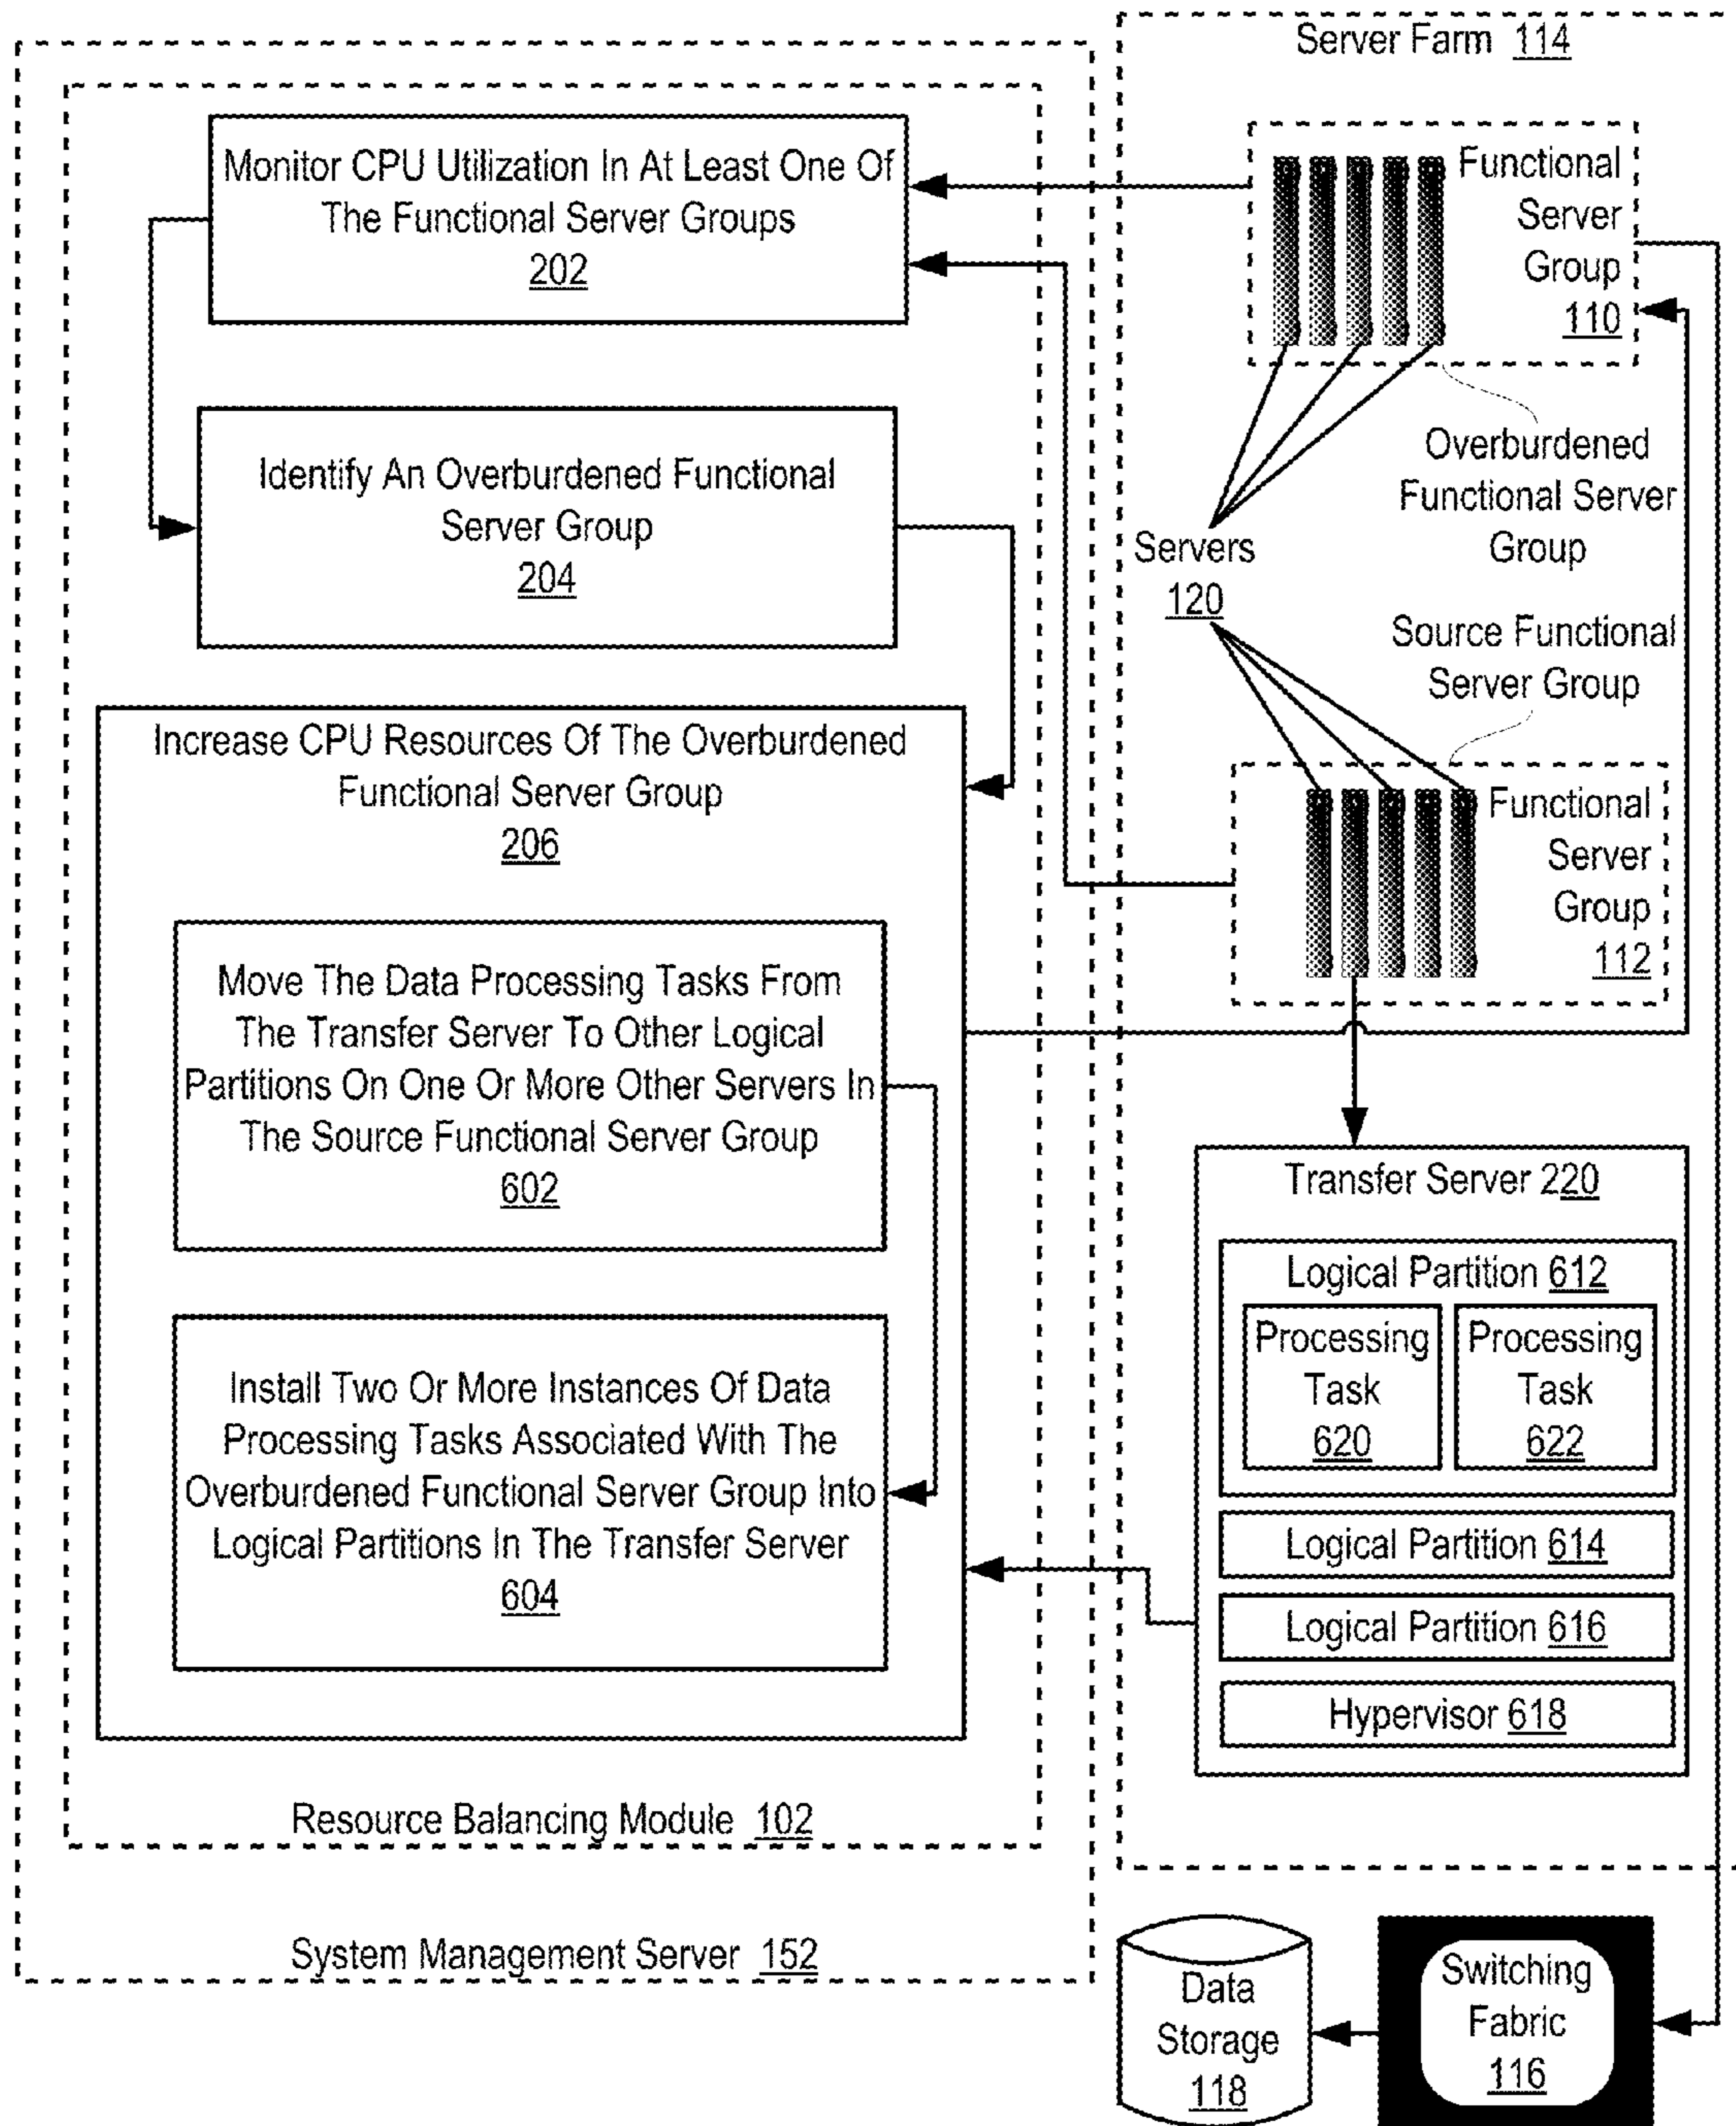 Server Farm 114
Monitor CPU Utilization In At Least One Of
The Functional Server Groups
202
Functional
Server
Group
110
Identify An Overburdened Functional
Server Group
204
Overburdened
Functional Server
Group
Servers
120
Source Functional
Server Group
Increase CPU Resources Of The Overburdened
Functional Server Group
206
Functional
Server
Group
112
Move The Data Processing Tasks From
The Transfer Server To Other Logical
Partitions On One Or More Other Servers In
The Source Functional Server Group
602
Transfer Server 220
Logical Partition 612
Processing
Task
620
Processing
Task
622
Install Two Or More Instances Of Data
Processing Tasks Associated With The
Overburdened Functional Server Group Into
Logical Partitions In The Transfer Server
604
Logical Partition 614
Logical Partition 616
Hypervisor 618
Resource Balancing Module 102
System Management Server 152
Data
Storage
118
Switching
Fabric
116